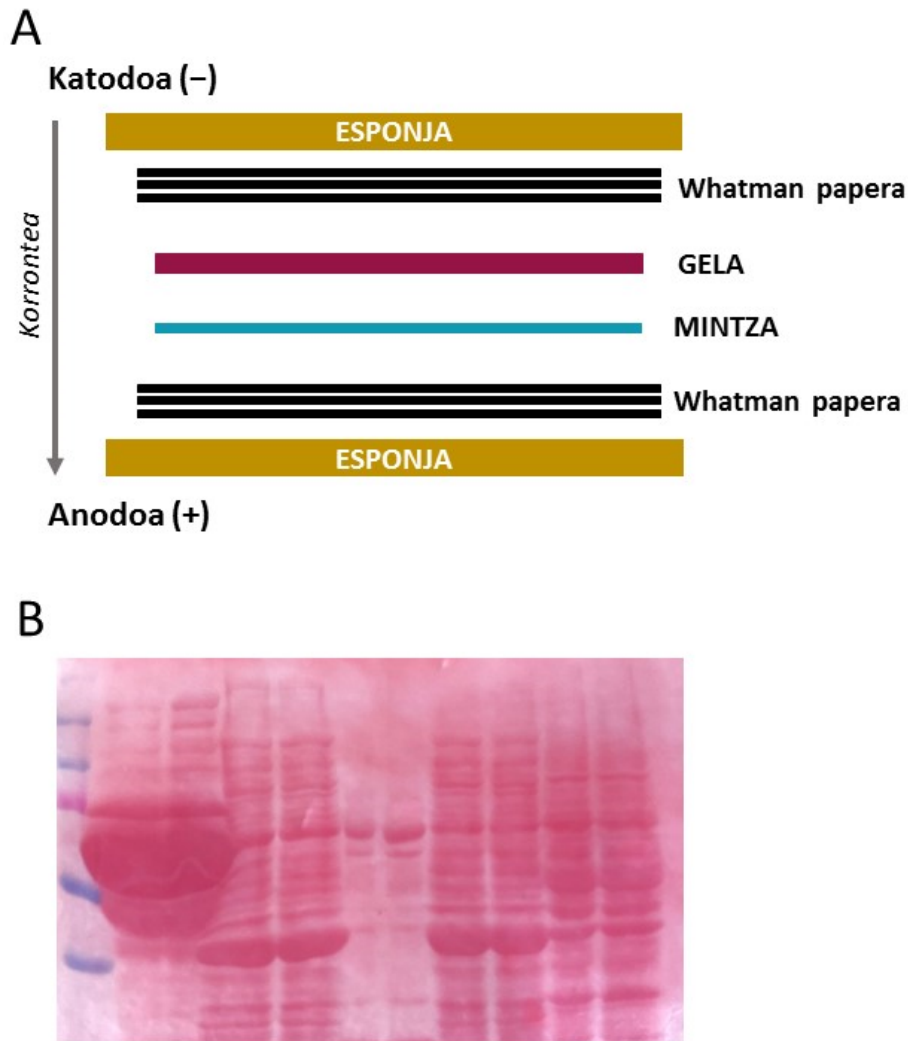 A
Katodoa (−)
ESPONJA
Whatman papera
Korrontea
GELA
MINTZA
Whatman papera
ESPONJA
Anodoa (+)
B